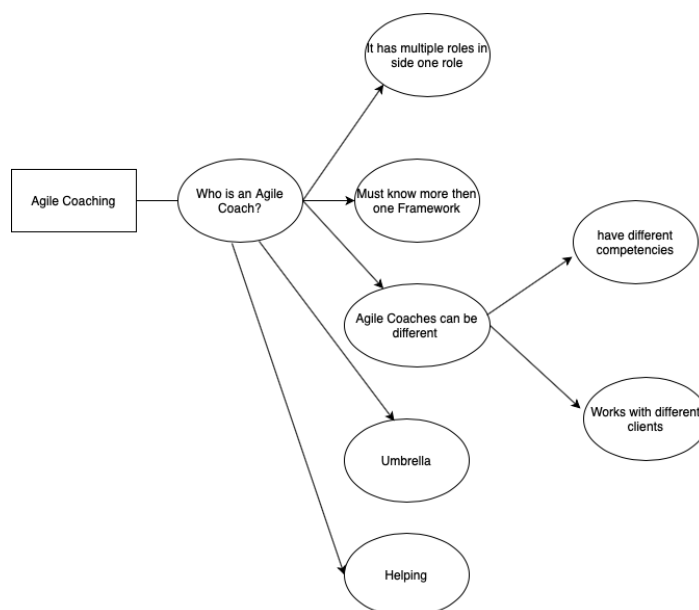 It has multiple roles in
side one role
Agile Coaching
Who is an Agile
Coach?
Must know more then
one Framework
have different
competencies
Agile Coaches can be
different
Works with different
clients
Umbrella
Helping